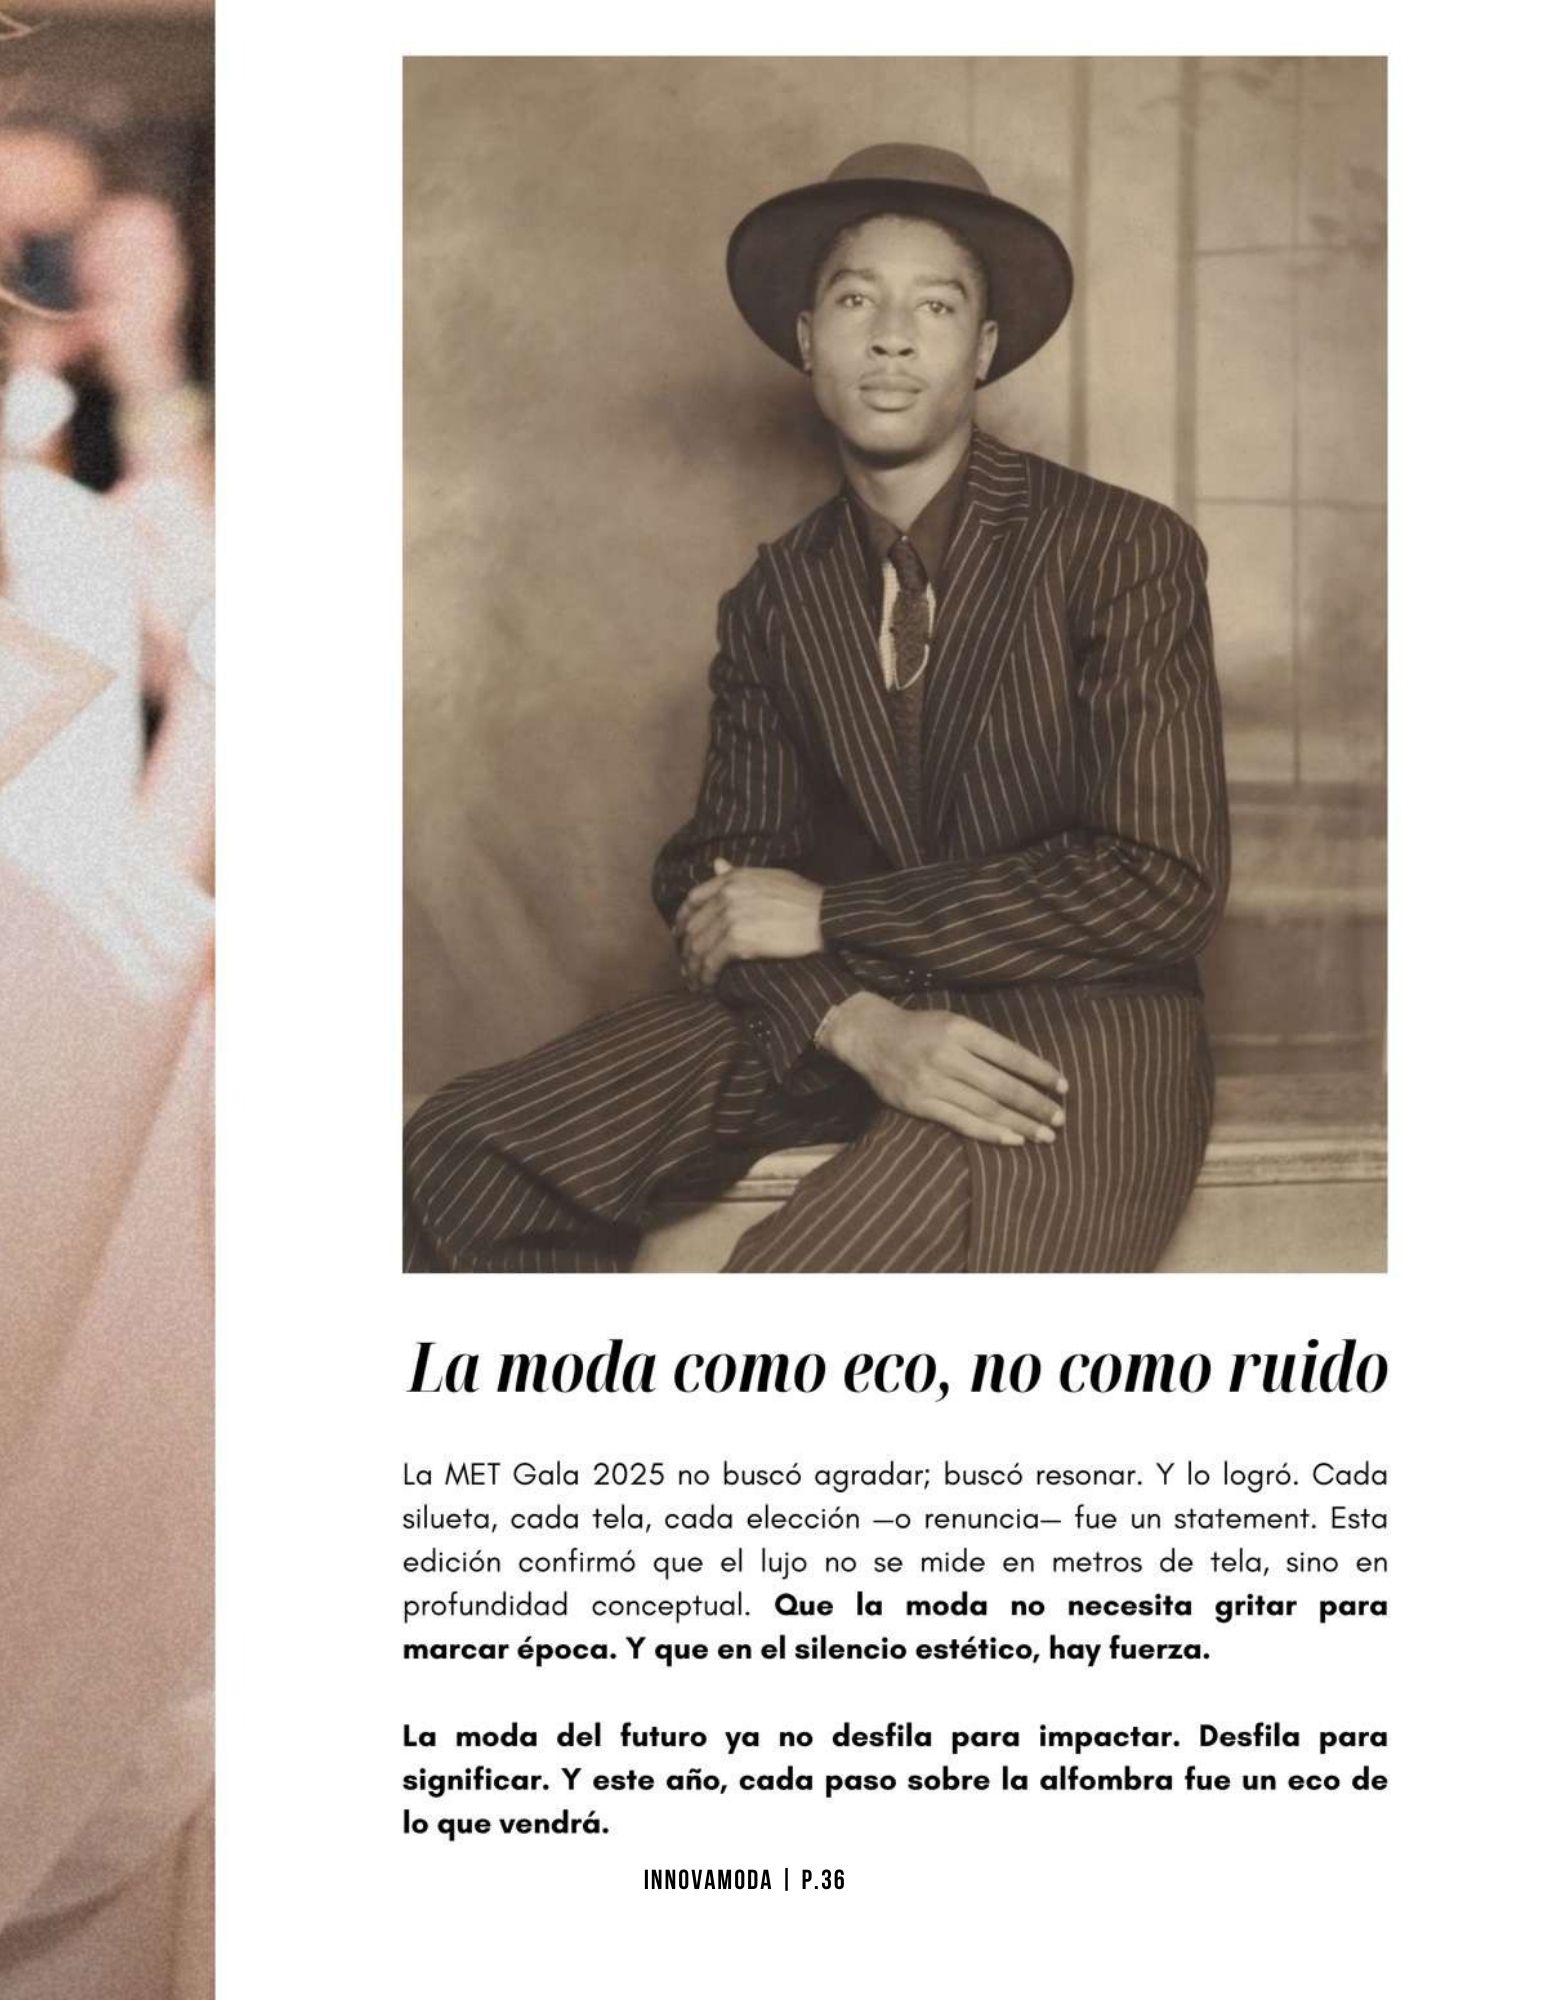 La moda como eco, no como ruido
La MET Gala 2025 no buscó agradar; buscó resonar. Y lo logró. Cada
silueta, cada tela, cada elección —o renuncia— fue un statement. Esta
edición confirmó que el lujo no se mide en metros de tela, sino en
profundidad conceptual. Que la moda no necesita gritar para
marcar época. Y que en el silencio estético, hay fuerza.
La moda del futuro ya no desfila para impactar. Desfila para
significar. Y este año, cada paso sobre la alfombra fue un eco de
lo que vendrá.
INNOVAMODA | P.36